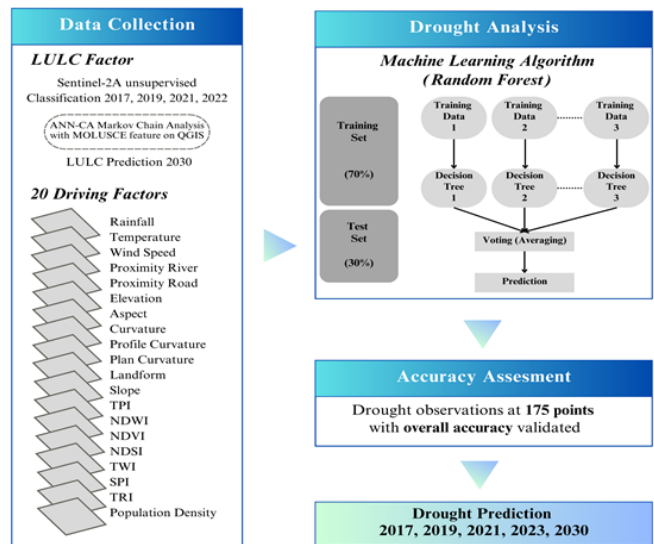 Data Collection
LULC Factor
Sentinel-2A unsupervised
Classification 2017, 2019, 2021, 2022
ANN-CA Markov Chain Analysis
with MOLUSCE feature on QGIS
LULC Prediction 2030
20 Driving Factors
Rainfall
Temperature
Wind Speed
Proximity River
Proximity Road
Elevation
Aspect
Curvature
Profile Curvature
Plan Curvature
Landform
Slope
TPI
NDWI
NDVI
NDSI
TWI
SPI
TRI
Population Density
Drought Analysis
Machine Learning Algorithm
(Random Forest)
Training
Set
(70%)
Test
Set
(30%)
Training
Data
1
Training
Data
2
Training
Data
3
Decision
Tree
1
Decision
Tree
2
Decision
Tree
3
Voting (Averaging)
Prediction
Accuracy Assesment
Drought observations at 175 points
with overall accuracy validated
Drought Prediction
2017, 2019, 2021, 2023, 2030